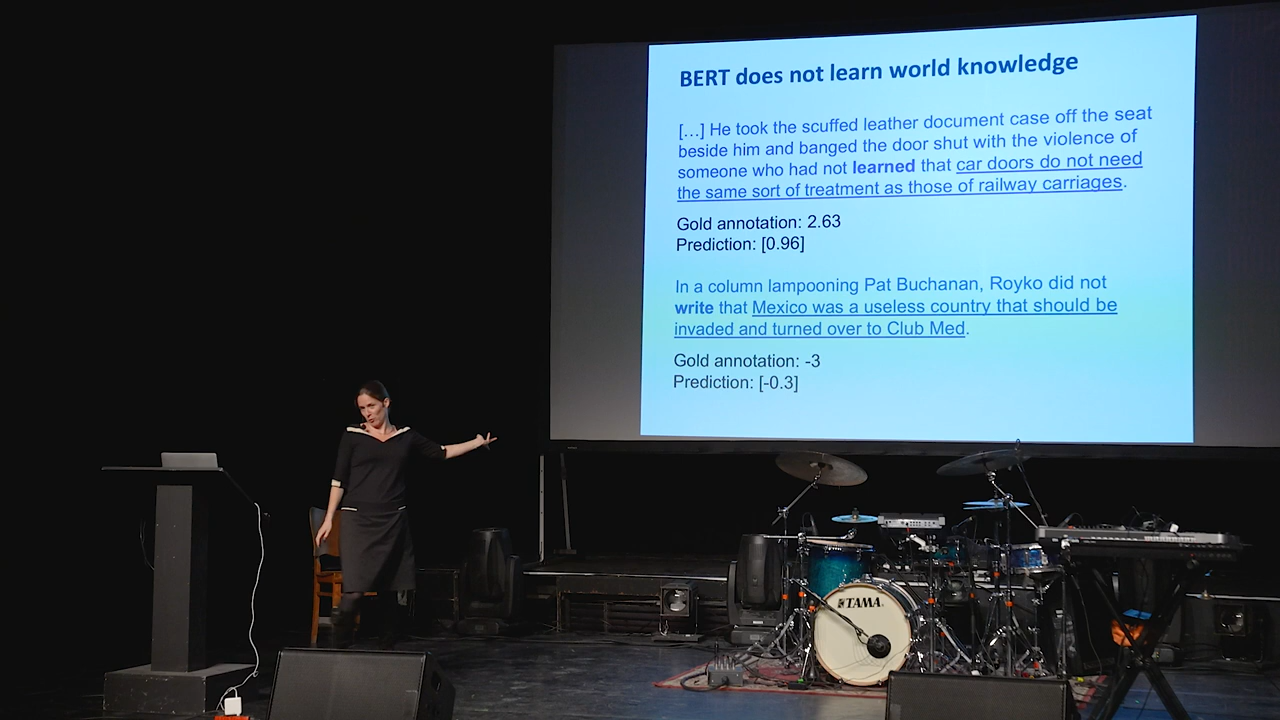 BERT does not learn world knowledge
[…] He took the scuffed leather document case off the seat
beside him and banged the door shut with the violence of
someone who had not learned that car doors do not need
the same sort of treatment as those of railway carriages.
Gold annotation: 2.63
Prediction: [0.96]
In a column lampooning Pat Buchanan, Royko did not
write that Mexico was a useless country that should be
invaded and turned over to Club Med.
Gold annotation: -3
Prediction: [-0.3]
TAMA